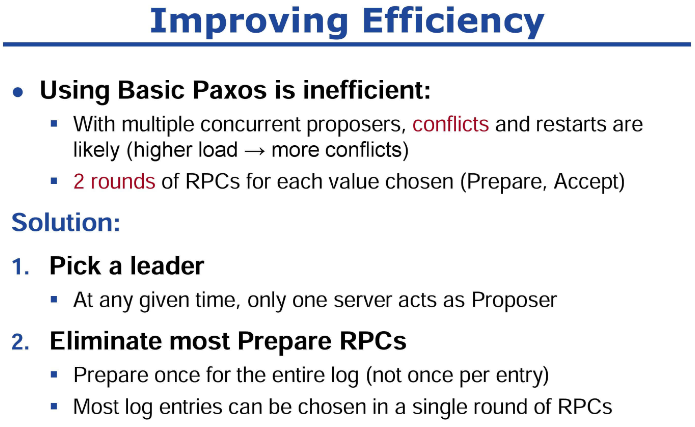 Improving Efficiency
● Using Basic Paxos is inefficient:
▪ With multiple concurrent proposers, conflicts and restarts are
likely (higher load → more conflicts)
▪ 2 rounds of RPCs for each value chosen (Prepare, Accept)
Solution:
1. Pick a leader
▪ At any given time, only one server acts as Proposer
2. Eliminate most Prepare RPCs
▪ Prepare once for the entire log (not once per entry)
▪ Most log entries can be chosen in a single round of RPCs